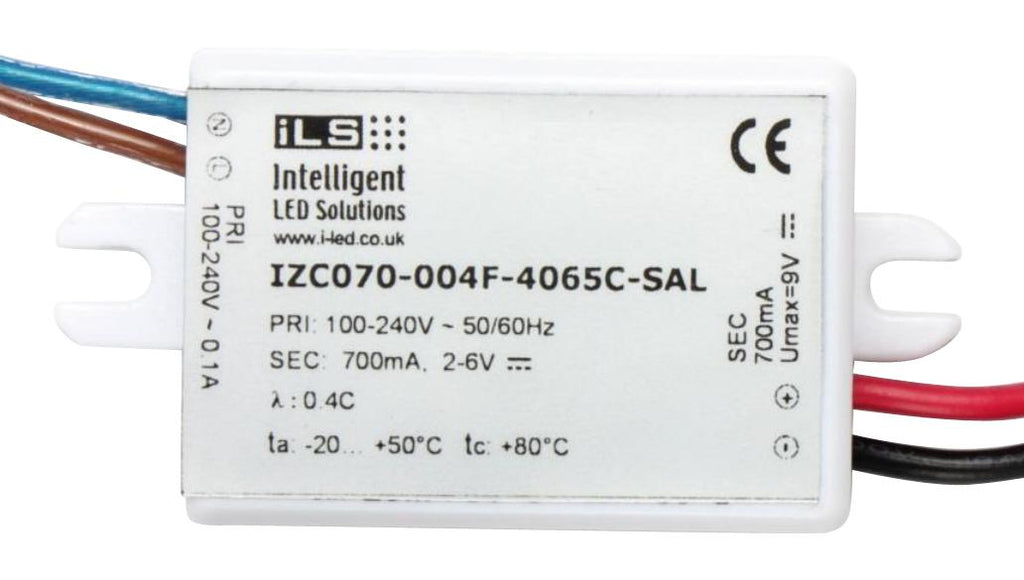 N
L
PRI
100-240V ~ 0.1A
iLS
Intelligent
LED Solutions
www.i-led.co.uk
IZC070-004F-4065C-SAL
PRI: 100-240V ~ 50/60Hz
SEC: 700mA, 2-6V ⎓
λ : 0.4C
ta: -20... +50°C tc: +80°C
CE
SEC
700mA
Umax=9V ⎓
+
-